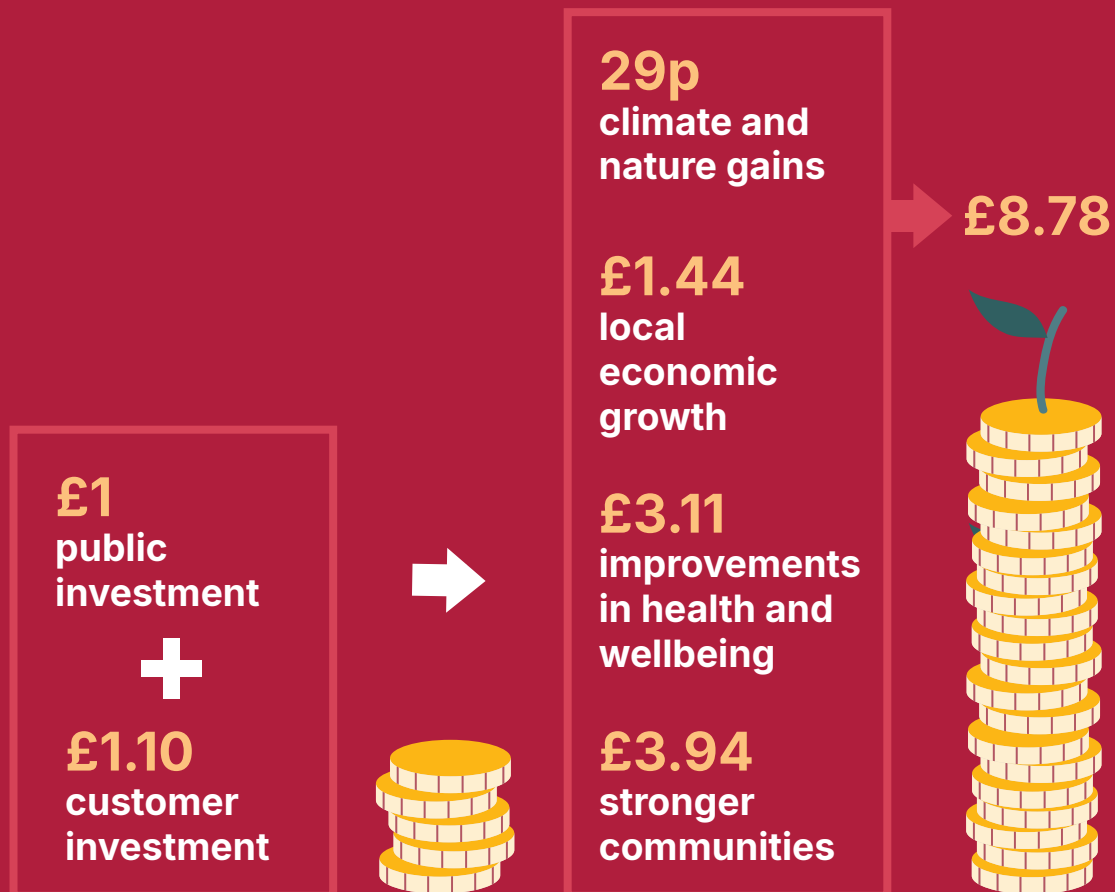 £1
public
investment
£1.10
customer
investment
29p
climate and
nature gains
£1.44
local
economic
growth
£3.11
improvements
in health and
wellbeing
£3.94
stronger
communities
£8.78